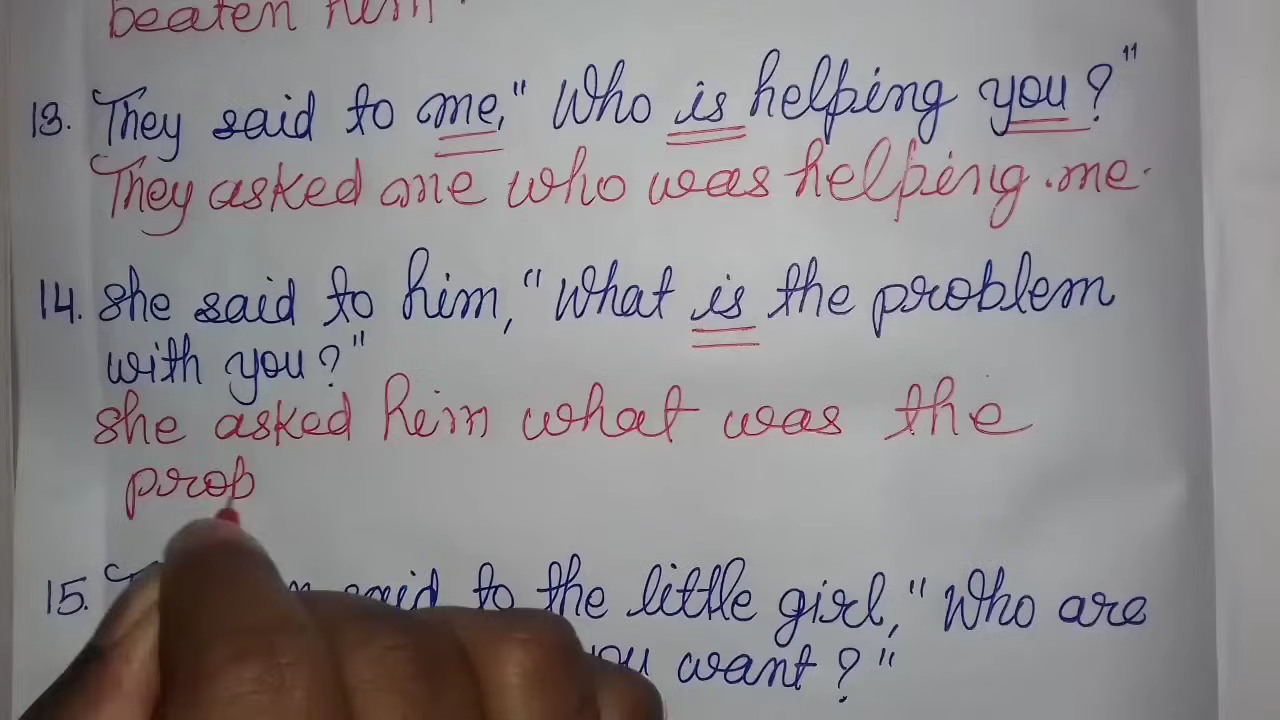 beaten him.
13. They said to me, "Who is helping you?"
They asked me who was helping me.
14. She said to him, "What is the problem
with you?"
She asked him what was the
prob
15. said to the little girl, "Who are
you want?"